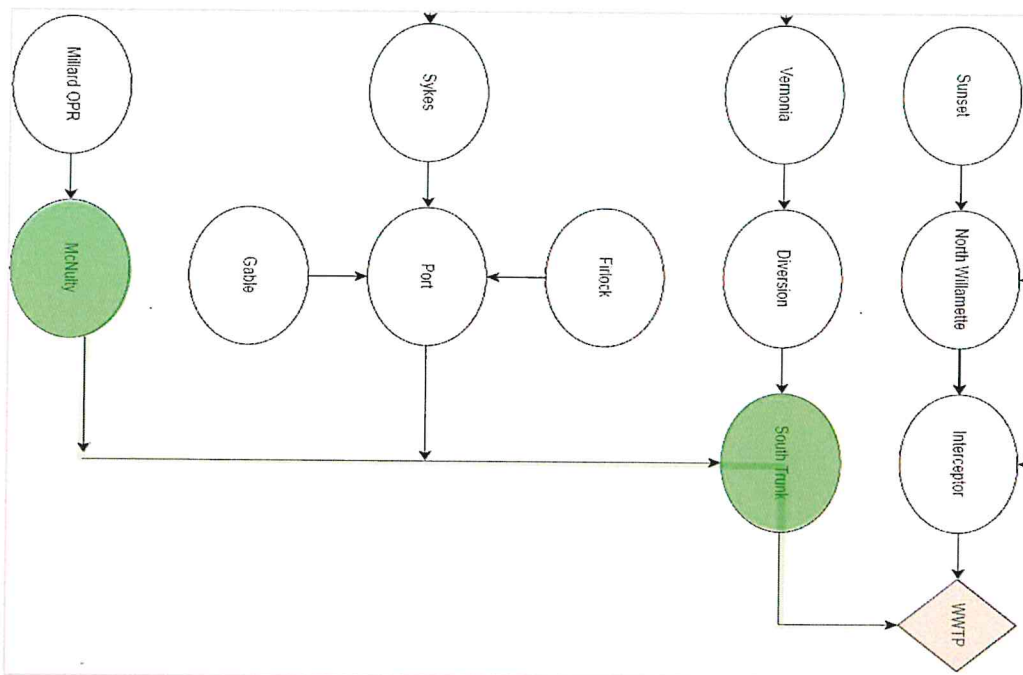 Millard OPR
Sykes
Vernonia
Sunset
McNulty
Gable
Port
Firlock
Diversion
North Willamette
South Trunk
Interceptor
WWTP